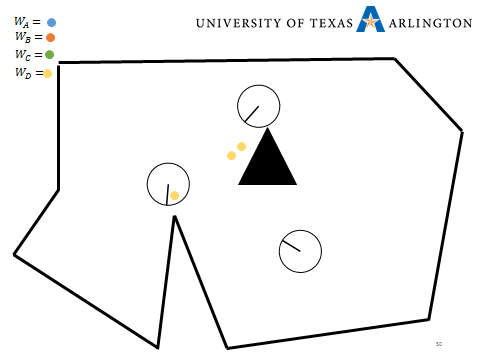 UNIVERSITY OF TEXAS A ARLINGTON
W_A =
W_B =
W_C =
W_D =
50